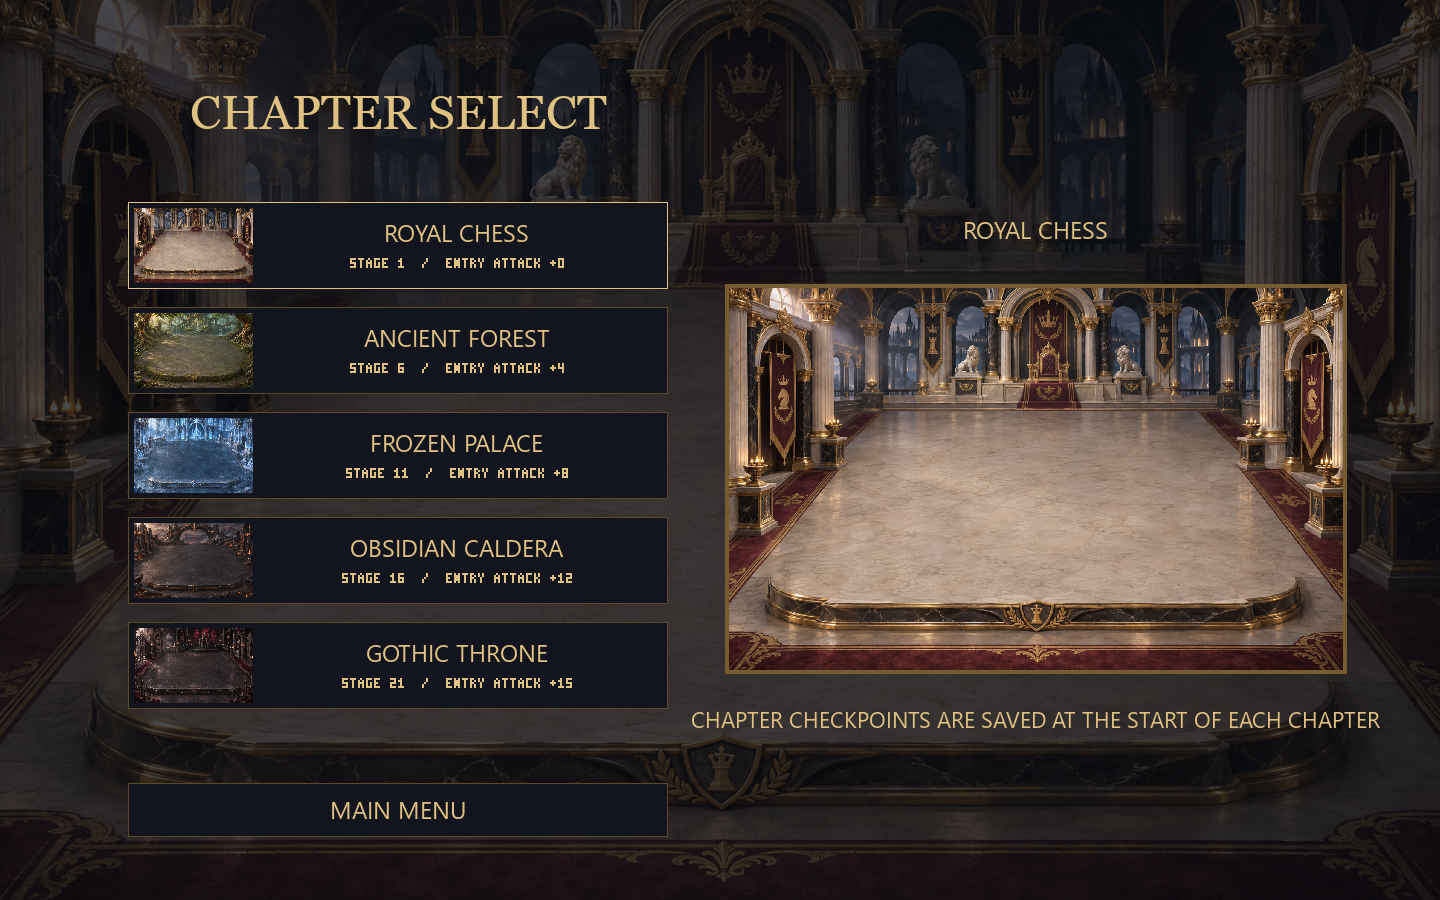 CHAPTER SELECT
ROYAL CHESS
STAGE 1 / ENTRY ATTACK +0
ANCIENT FOREST
STAGE 6 / ENTRY ATTACK +4
FROZEN PALACE
STAGE 11 / ENTRY ATTACK +8
OBSIDIAN CALDERA
STAGE 16 / ENTRY ATTACK +12
GOTHIC THRONE
STAGE 21 / ENTRY ATTACK +15
MAIN MENU
ROYAL CHESS
CHAPTER CHECKPOINTS ARE SAVED AT THE START OF EACH CHAPTER